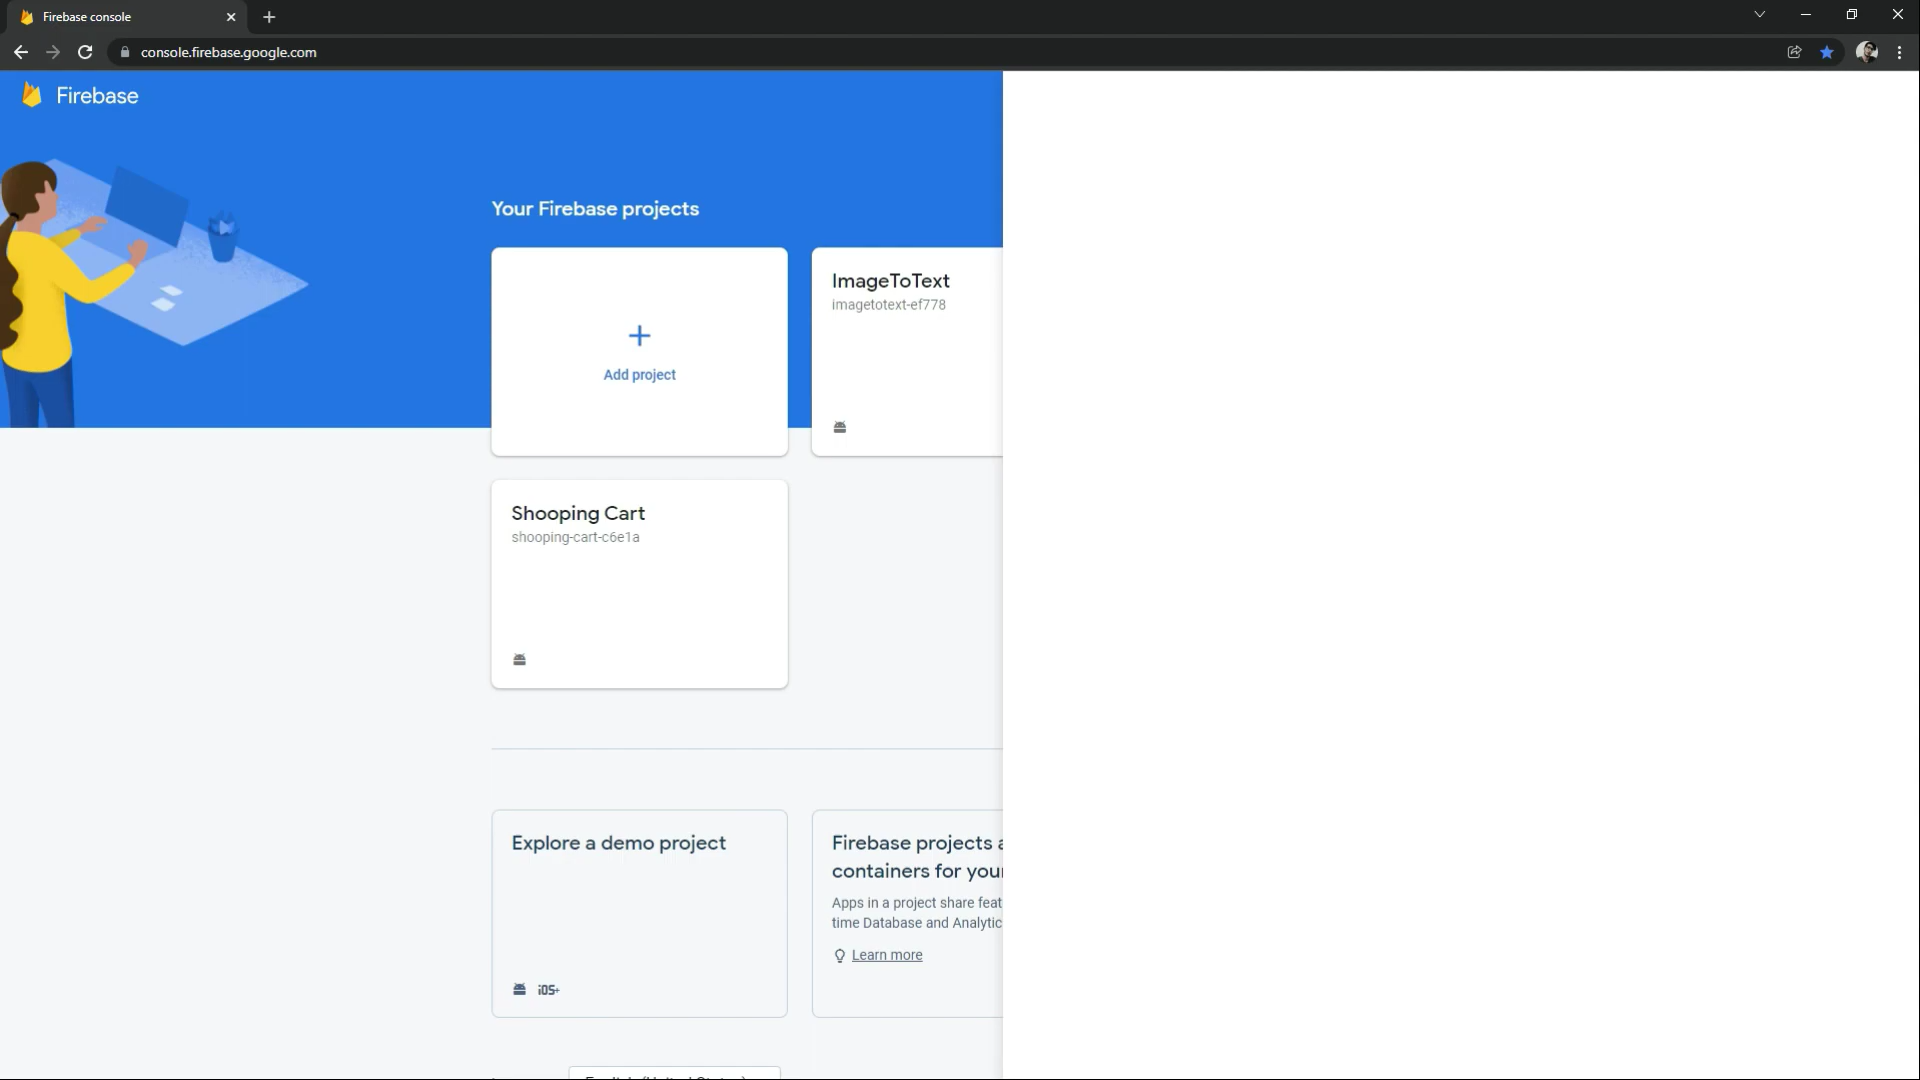 Firebase console
console.firebase.google.com
Firebase
Your Firebase projects
Add project
ImageToText
imagetotext-ef778
Shooping Cart
shooping-cart-c6e1a
Explore a demo project
iOS+
Firebase projects
containers for your
Apps in a project share feat
time Database and Analytic
Learn more